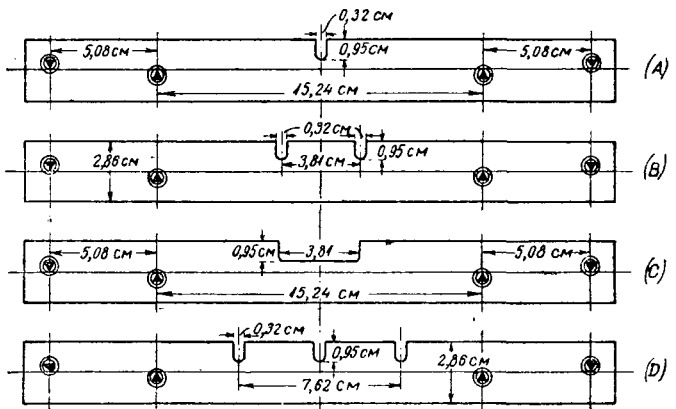 0,32 см
5,08 см
0,95 см
5,08 см
(А)
15,24 см
0,32 см
2,86 см
3,81 см
0,95 см
(В)
5,08 см
0,95 см
3,81
5,08 см
(С)
15,24 см
0,32 см
0,95 см
2,86 см
(D)
7,62 см